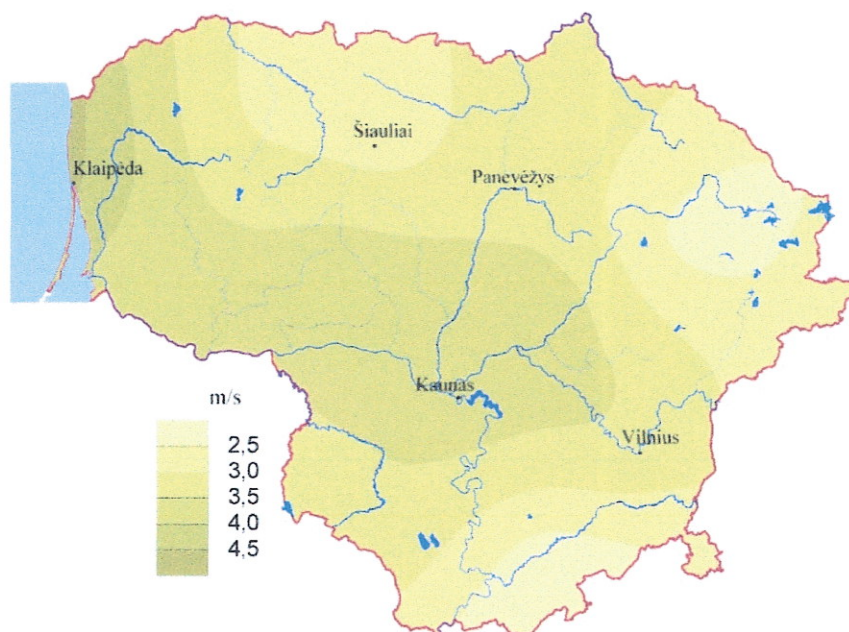 Šiauliai
Klaipėda
Panevėžys
Kaunas
Vilnius
m/s
2,5
3,0
3,5
4,0
4,5